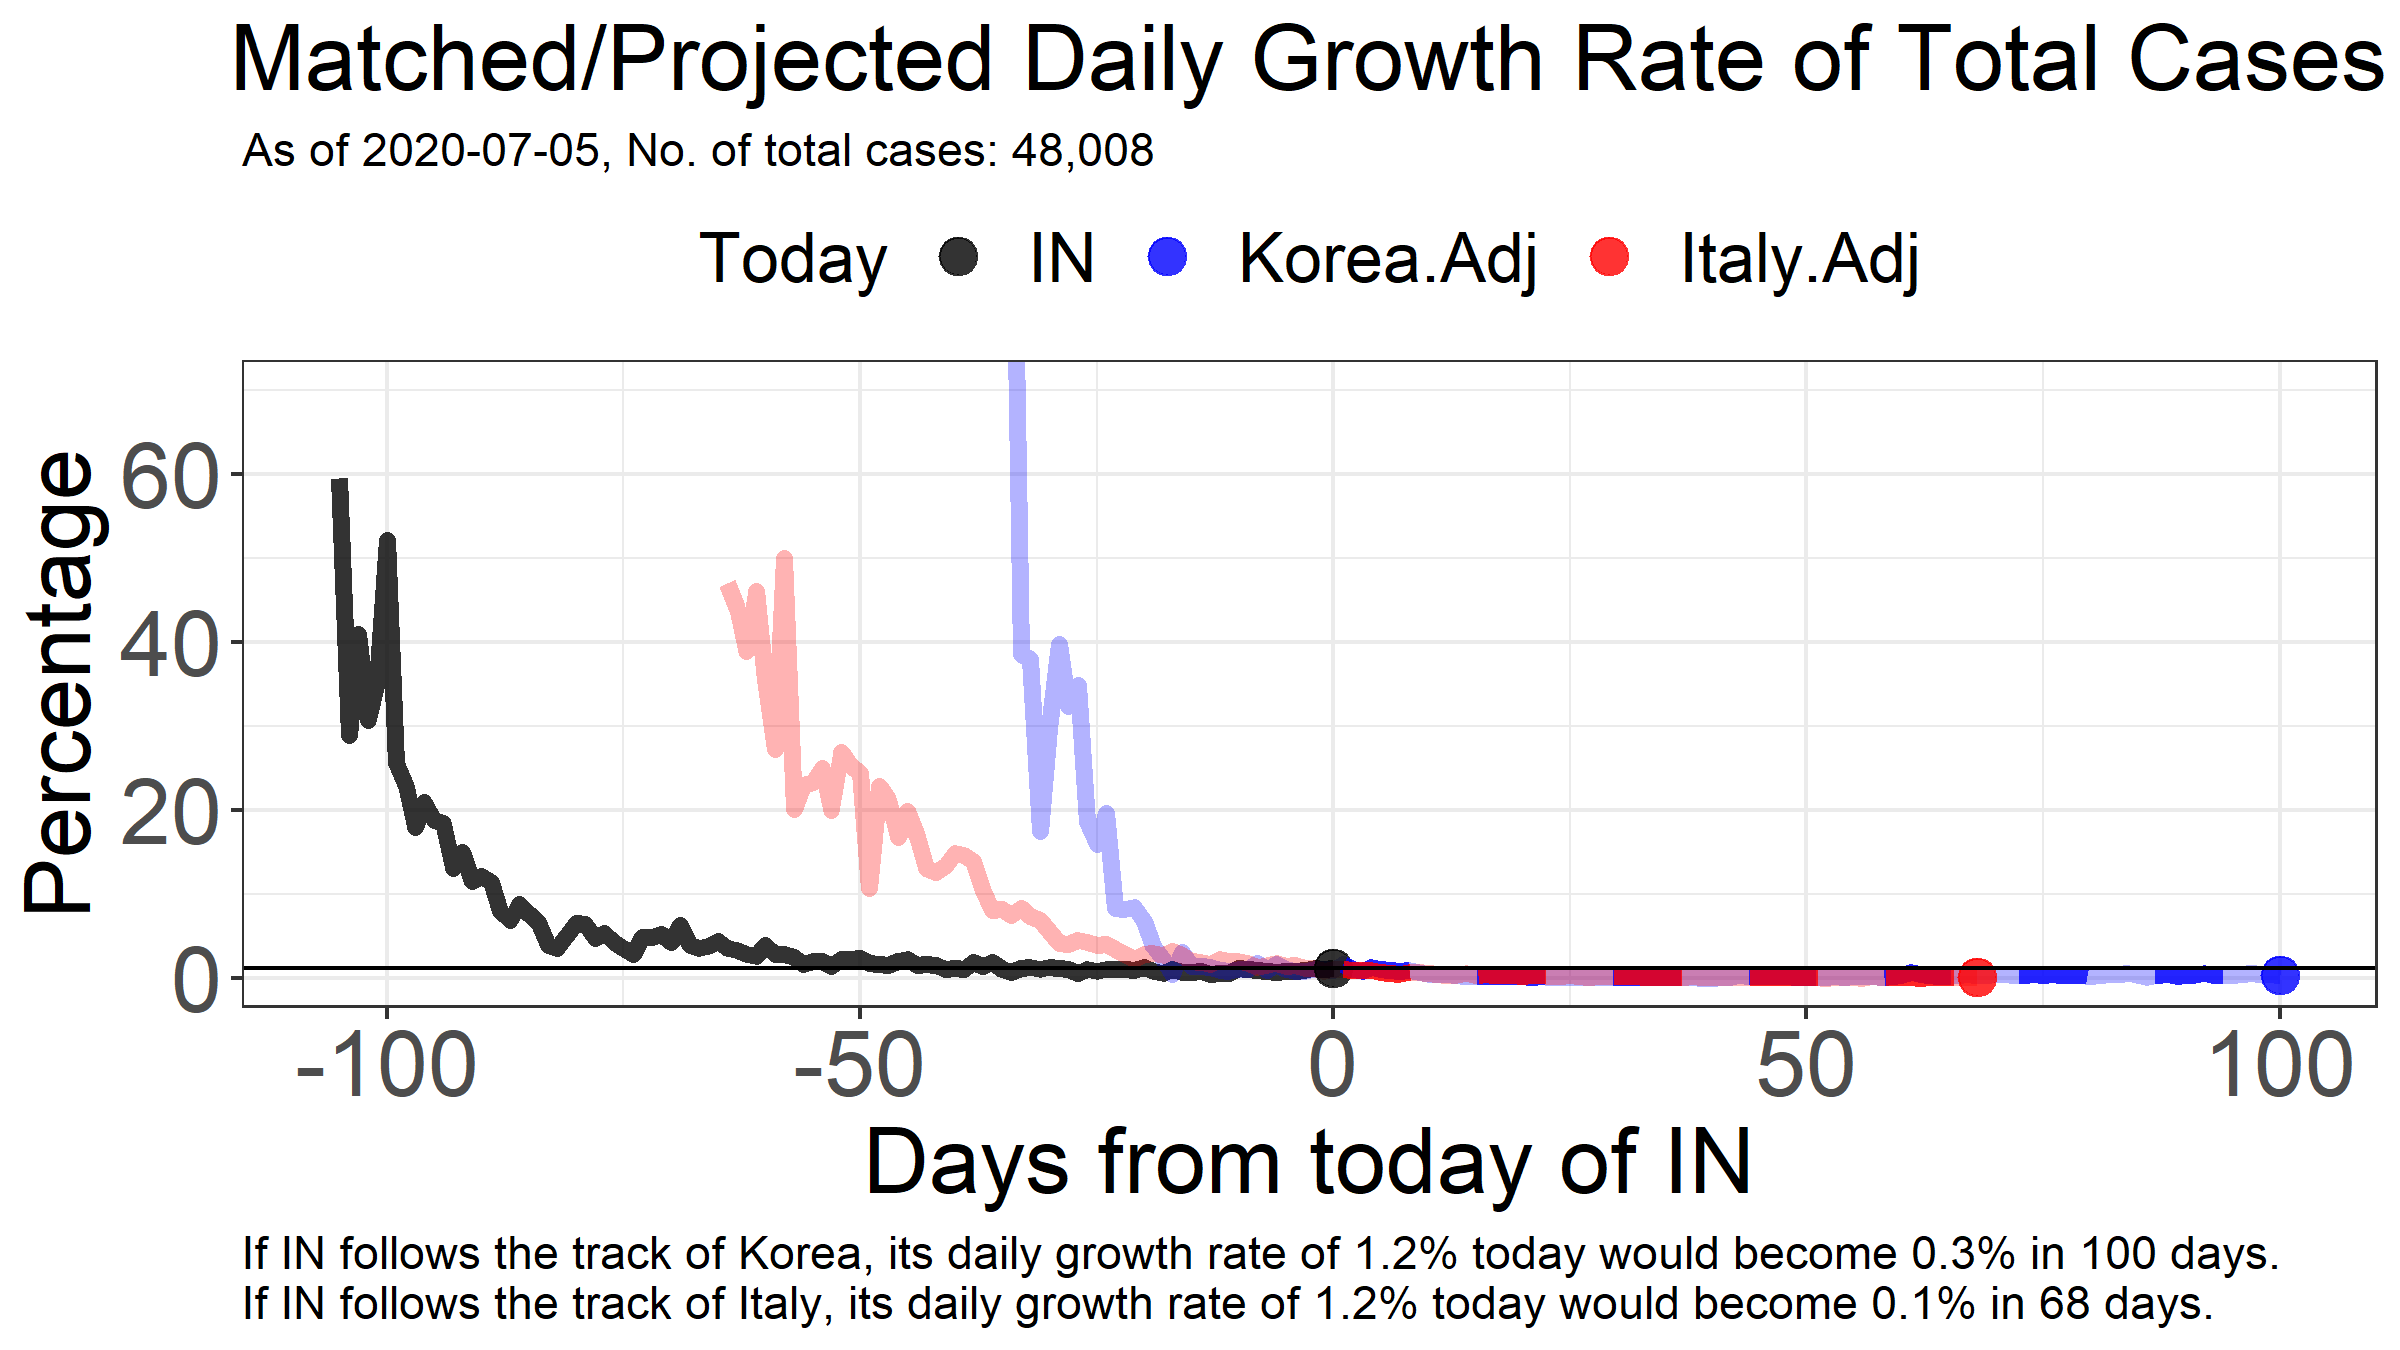 Matched/Projected Daily Growth Rate of Total Cases
As of 2020-07-05, No. of total cases: 48,008
Today IN Korea.Adj Italy.Adj
Percentage
60
40
20
0
-100 -50 0 50 100
Days from today of IN
If IN follows the track of Korea, its daily growth rate of 1.2% today would become 0.3% in 100 days.
If IN follows the track of Italy, its daily growth rate of 1.2% today would become 0.1% in 68 days.